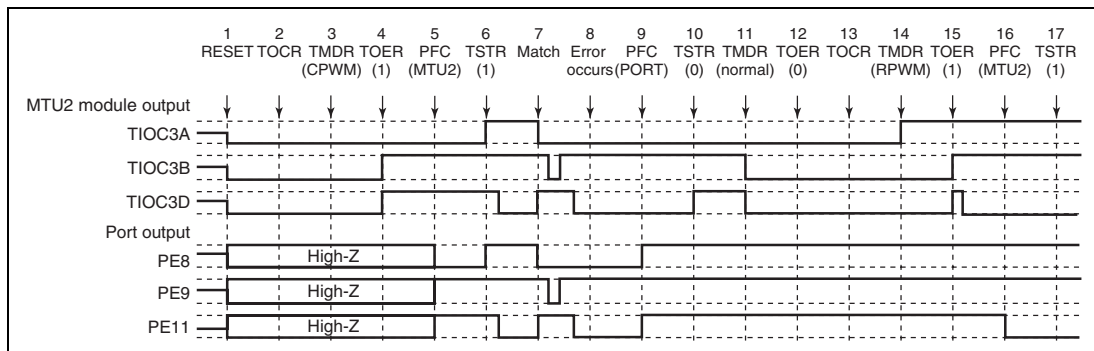 1 2 3 4 5 6 7 8 9 10 11 12 13 14 15 16 17
RESET TOCR TMDR TOER PFC TSTR Match Error PFC TSTR TMDR TOER TOCR TMDR TOER PFC TSTR
(CPWM) (1) (MTU2) (1) occurs (PORT) (0) (normal) (0) (RPWM) (1) (MTU2) (1)
MTU2 module output
TIOC3A
TIOC3B
TIOC3D
Port output
PE8 High-Z
PE9 High-Z
PE11 High-Z